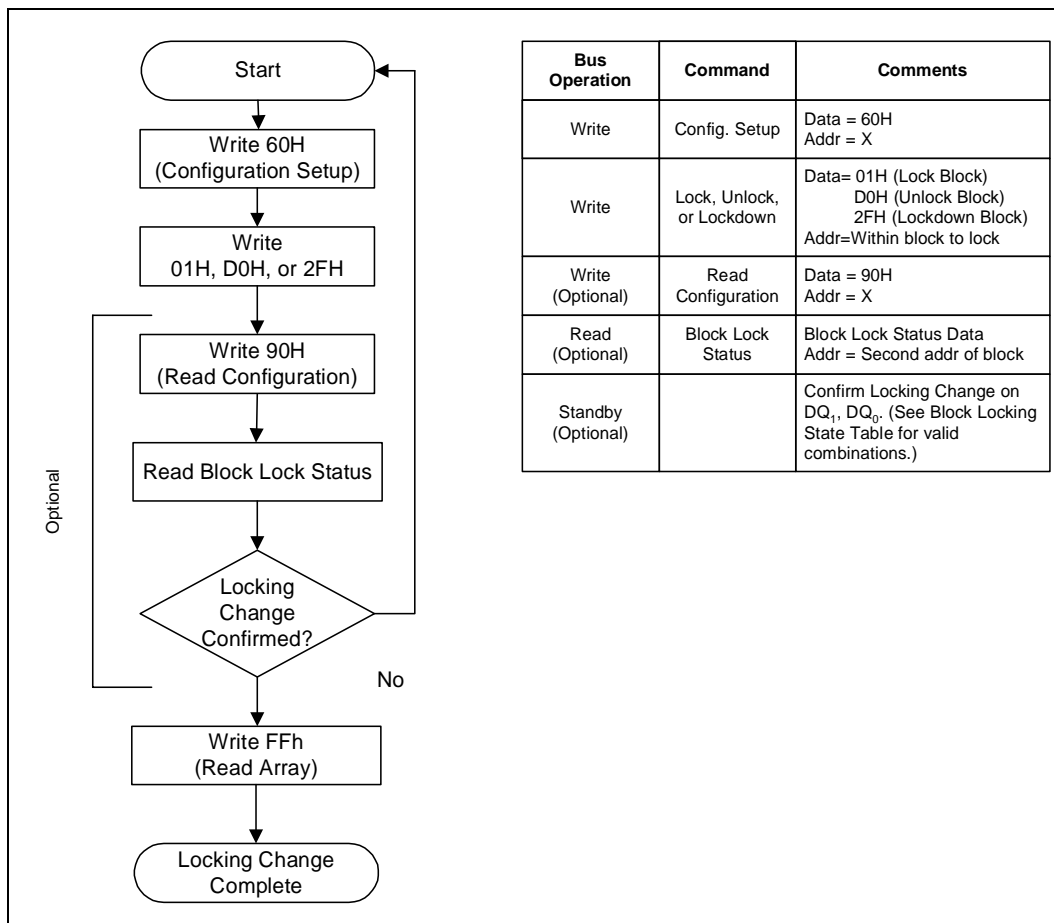 Start
Write 60H
(Configuration Setup)
Write
01H, D0H, or 2FH
Write 90H
(Read Configuration)
Read Block Lock Status
Optional
Locking
Change
Confirmed?
No
Write FFh
(Read Array)
Locking Change
Complete
Bus
Operation
Command
Comments
Write
Config. Setup
Data = 60H
Addr = X
Write
Lock, Unlock,
or Lockdown
Data= 01H (Lock Block)
D0H (Unlock Block)
2FH (Lockdown Block)
Addr=Within block to lock
Write
(Optional)
Read
Configuration
Data = 90H
Addr = X
Read
(Optional)
Block Lock
Status
Block Lock Status Data
Addr = Second addr of block
Standby
(Optional)
Confirm Locking Change on
DQ₁, DQ₀. (See Block Locking
State Table for valid
combinations.)